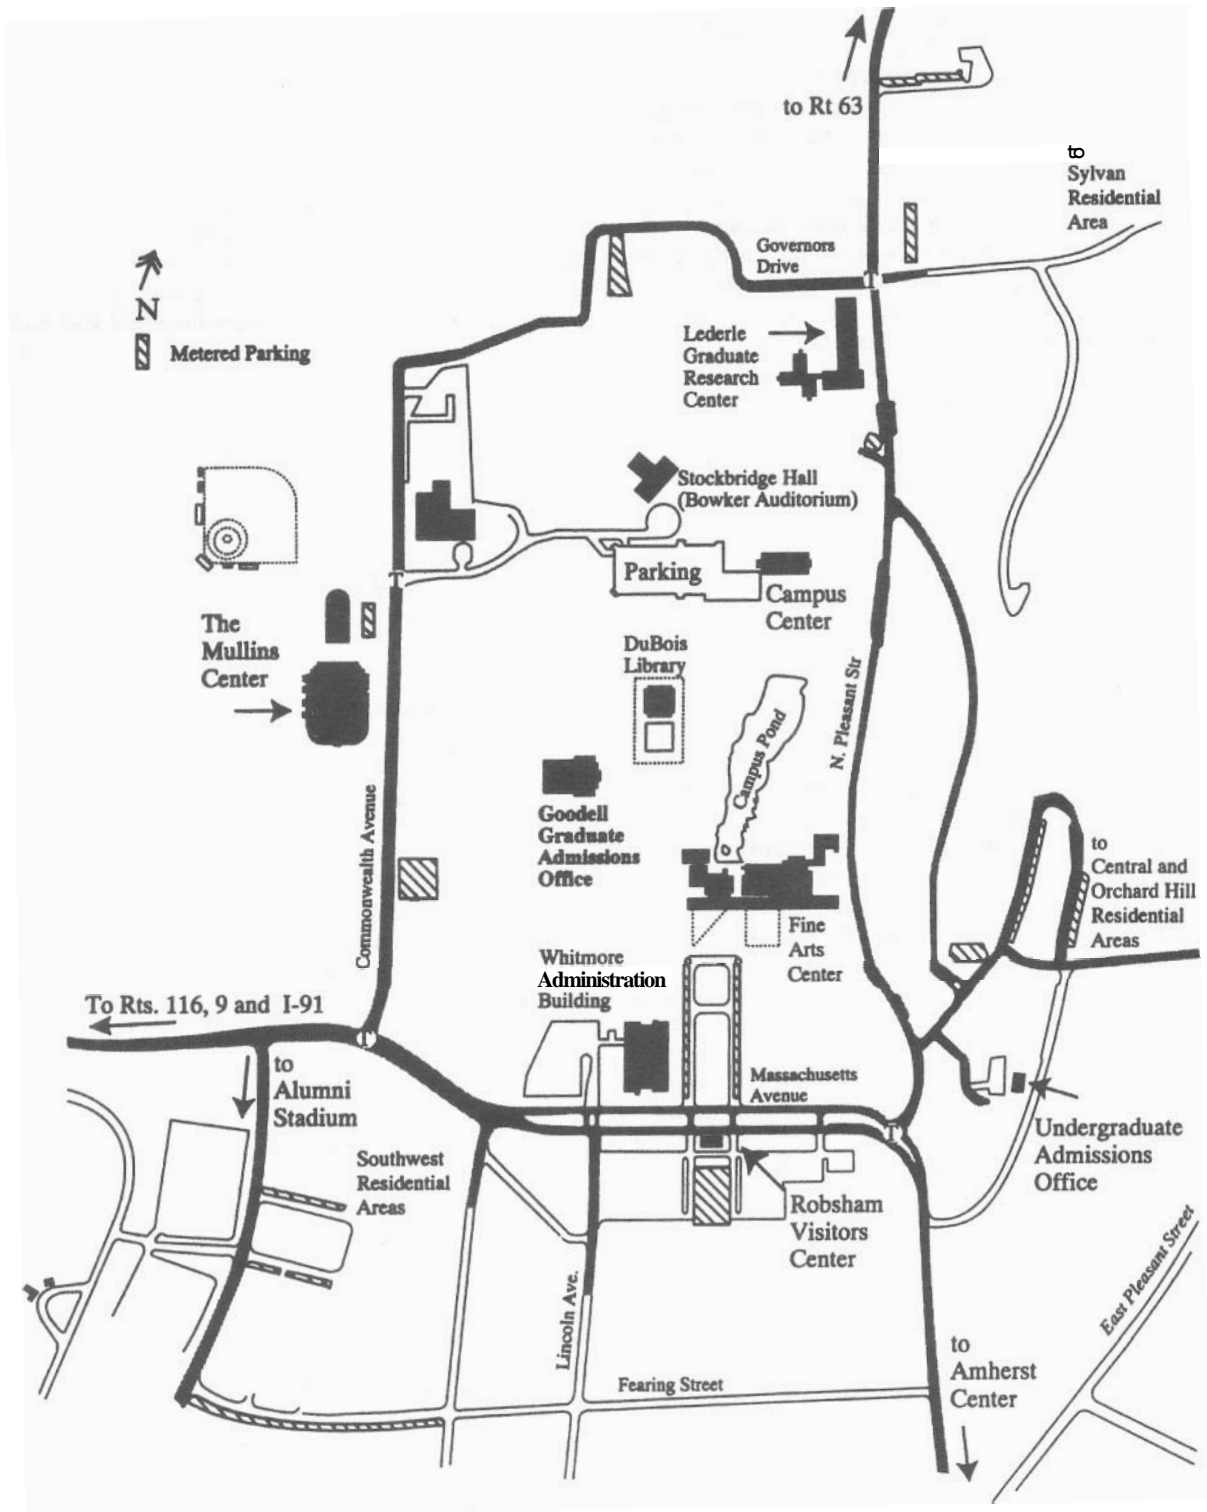 to Rt 63
to
Sylvan
Residential
Area
Governors
Drive
T
N
Metered Parking
Lederle
Graduate
Research
Center
Stockbridge Hall
(Bowker Auditorium)
Parking
Campus
Center
T
The
Mullins
Center
DuBois
Library
Campus Pond
N. Pleasant Str
Goodell
Graduate
Admissions
Office
Commonwealth Avenue
to
Central and
Orchard Hill
Residential
Areas
Fine
Arts
Center
Whitmore
Administration
Building
To Rts. 116, 9 and I-91
T
to
Alumni
Stadium
Massachusetts
Avenue
T
Undergraduate
Admissions
Office
Southwest
Residential
Areas
Robsham
Visitors
Center
East Pleasant Street
Lincoln Ave.
Fearing Street
to
Amherst
Center